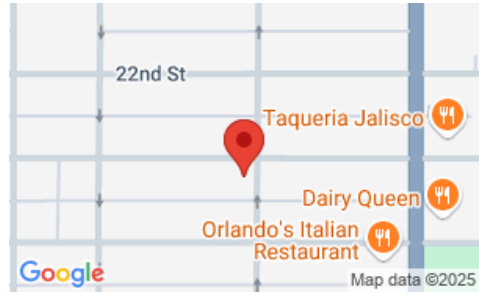 22nd St
Taqueria Jalisco
Dairy Queen
Orlando's Italian
Restaurant
Google
Map data ©2025